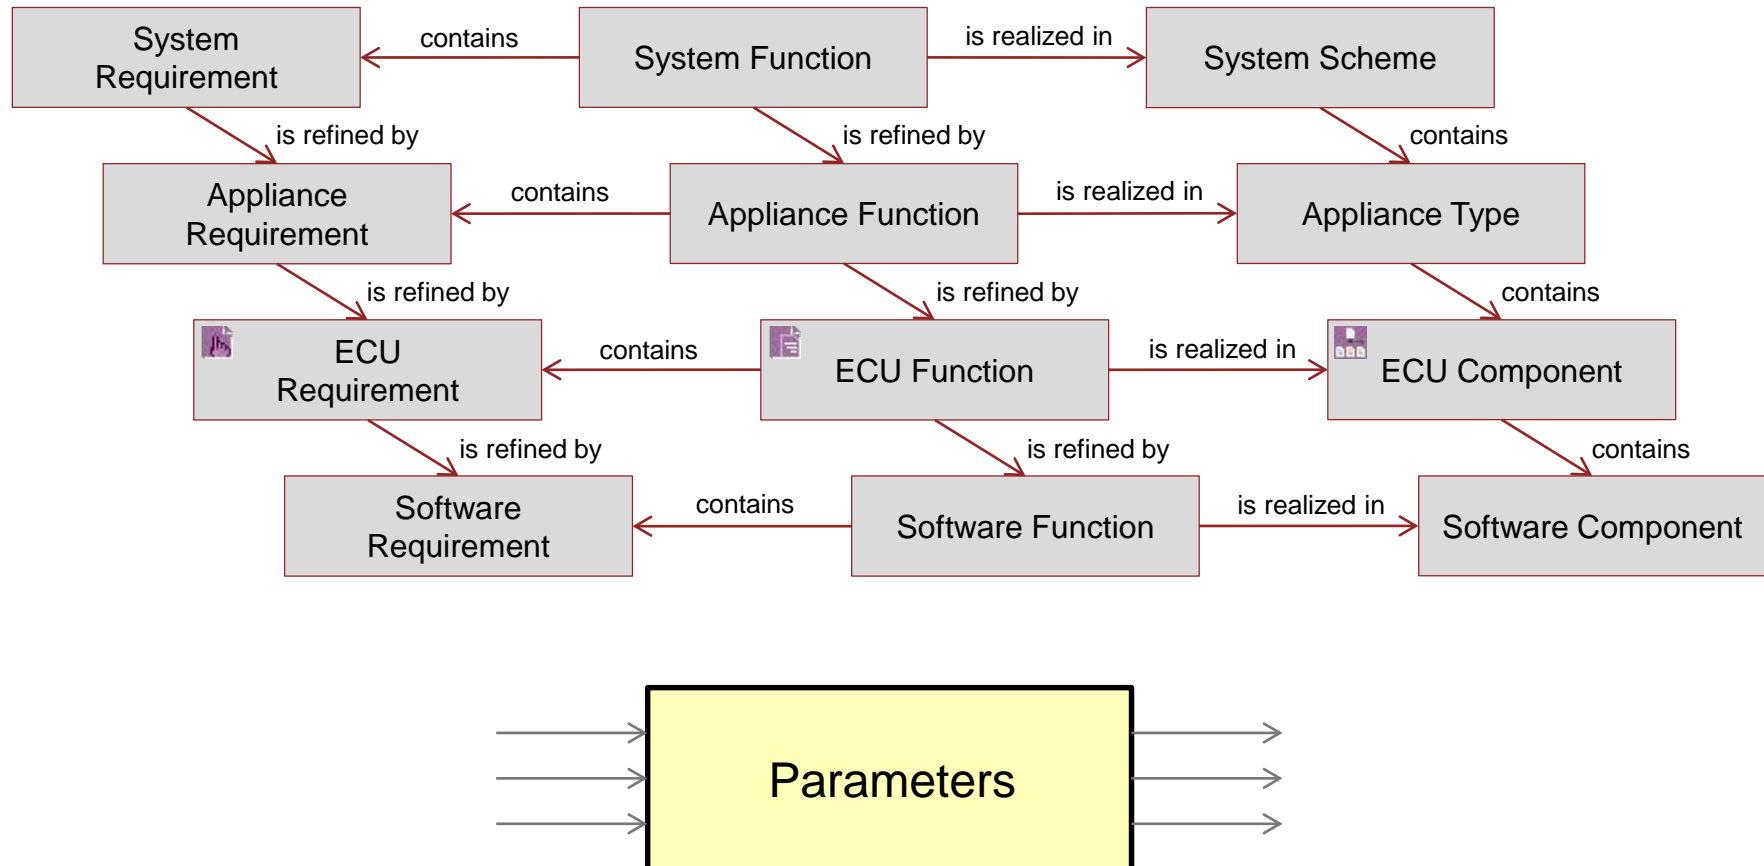 System
Requirement
contains
System Function
is realized in
System Scheme
is refined by
is refined by
contains
Appliance
Requirement
contains
Appliance Function
is realized in
Appliance Type
is refined by
is refined by
contains
ECU
Requirement
contains
ECU Function
is realized in
ECU Component
is refined by
is refined by
contains
Software
Requirement
contains
Software Function
is realized in
Software Component
Parameters